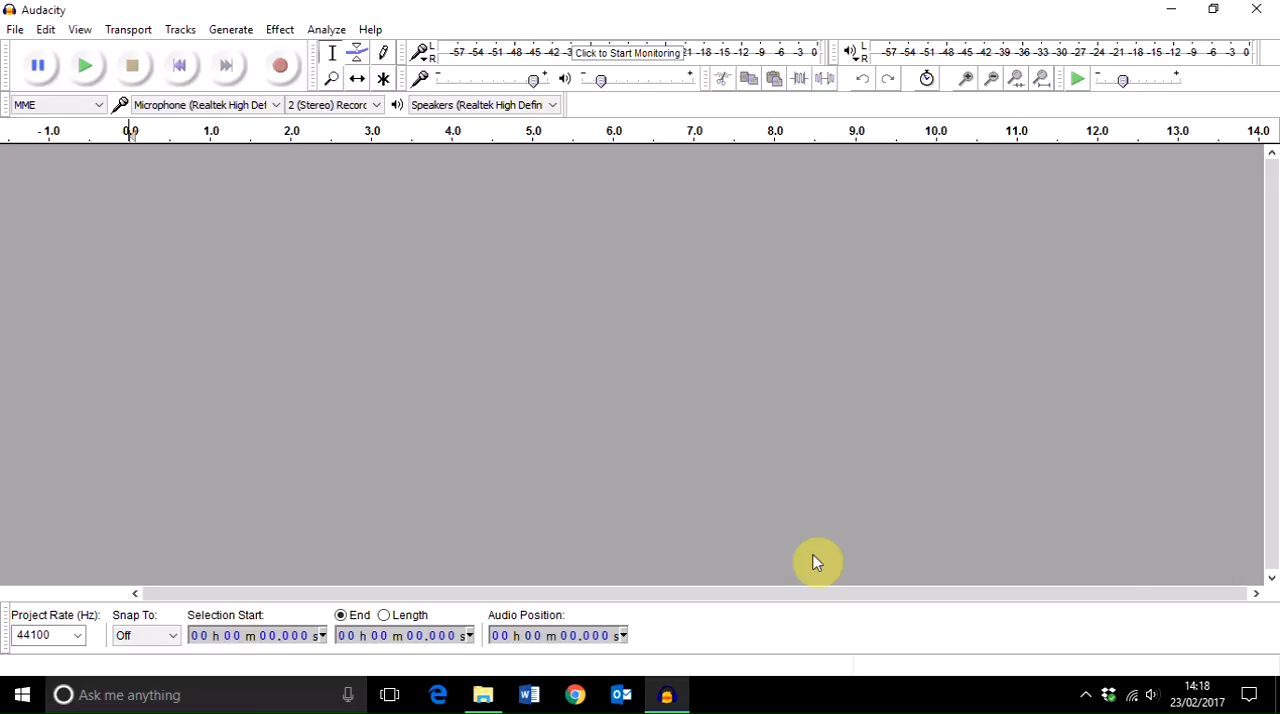 Audacity
File Edit View Transport Tracks Generate Effect Analyze Help
L R -57 -54 -51 -48 -45 -42 Click to Start Monitoring 21 -18 -15 -12 -9 -6 -3 0 L R -57 -54 -51 -48 -45 -42 -39 -36 -33 -30 -27 -24 -21 -18 -15 -12 -9 -6 -3 0
- + - + - +
MME Microphone (Realtek High Def 2 (Stereo) Recor Speakers (Realtek High Defin
-1.0 0.0 1.0 2.0 3.0 4.0 5.0 6.0 7.0 8.0 9.0 10.0 11.0 12.0 13.0 14.0
Project Rate (Hz): Snap To: Selection Start: End Length Audio Position:
44100 Off 00 h 00 m 00.000 s 00 h 00 m 00.000 s 00 h 00 m 00.000 s
Ask me anything
14:18
23/02/2017